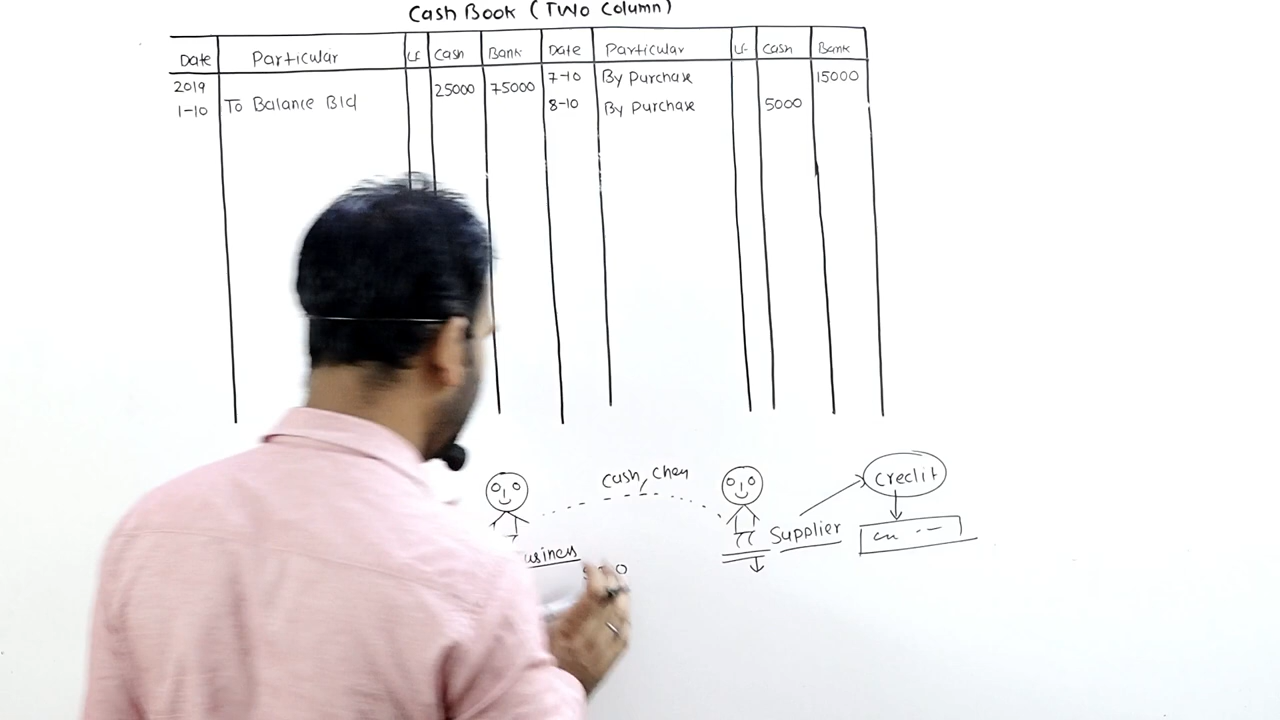 Cash Book (Two Column)
Date Particular LF Cash Bank Date Particular LF Cash Bank
2019 25000 75000 7-10 By Purchase 15000
1-10 To Balance B/d 8-10 By Purchase 5000
Cash, Cheq
Credit
Supplier
usiness